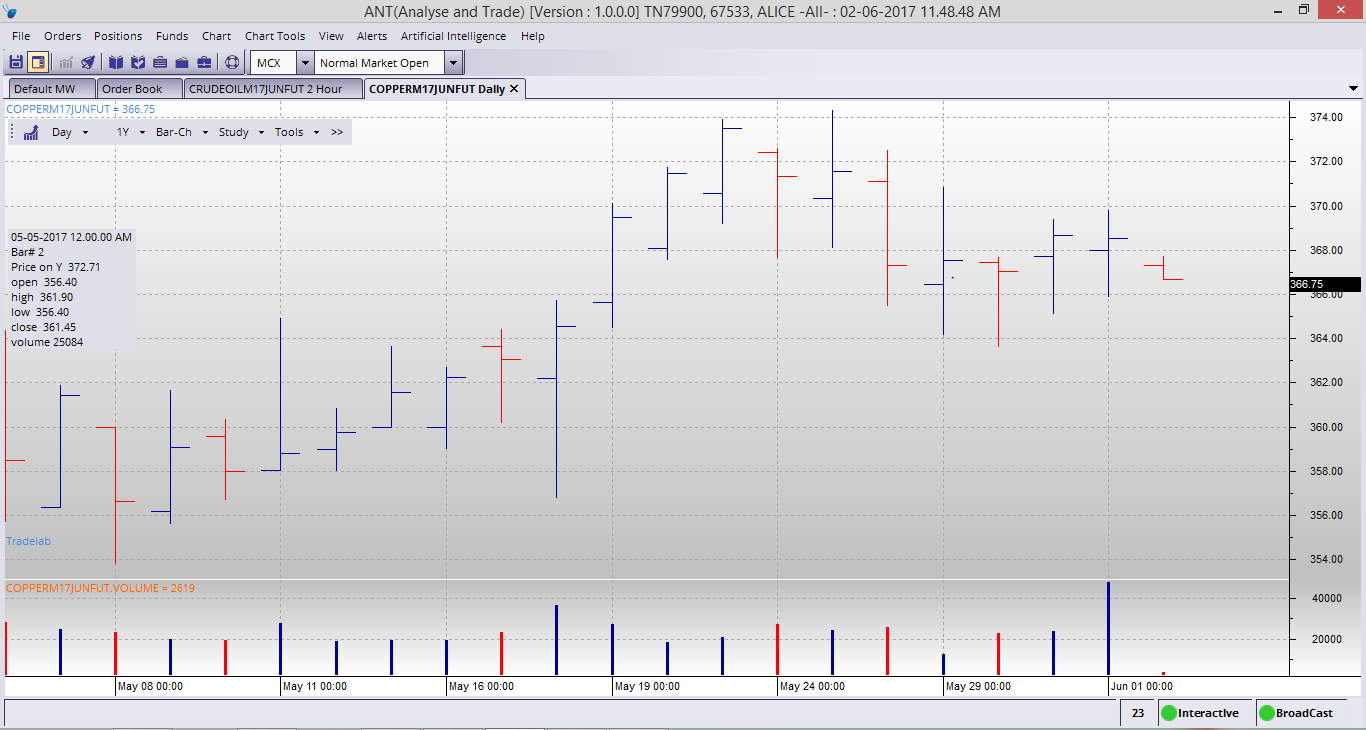 ANT(Analyse and Trade) [Version : 1.0.0.0] TN79900, 67533, ALICE -All- : 02-06-2017 11.48.48 AM
File Orders Positions Funds Chart Chart Tools View Alerts Artificial Intelligence Help
MCX Normal Market Open
Default MW Order Book CRUDEOILM17JUNFUT 2 Hour COPPERM17JUNFUT Daily
COPPERM17JUNFUT = 366.75
Day 1Y Bar-Ch Study Tools >>
05-05-2017 12.00.00 AM
Bar# 2
Price on Y 372.71
open 356.40
high 361.90
low 356.40
close 361.45
volume 25084
374.00
372.00
370.00
368.00
366.75
366.00
364.00
362.00
360.00
358.00
356.00
354.00
Tradelab
COPPERM17JUNFUT.VOLUME = 2619
40000
20000
May 08 00:00 May 11 00:00 May 16 00:00 May 19 00:00 May 24 00:00 May 29 00:00 Jun 01 00:00
23 Interactive BroadCast